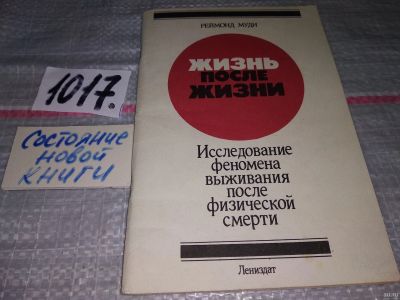 РЕЙМОНД МУДИ
ЖИЗНЬ
ПОСЛЕ
ЖИЗНИ
Исследование
феномена
выживания
после
физической
смерти
Лениздат
1017.
Состояние
новой
книги